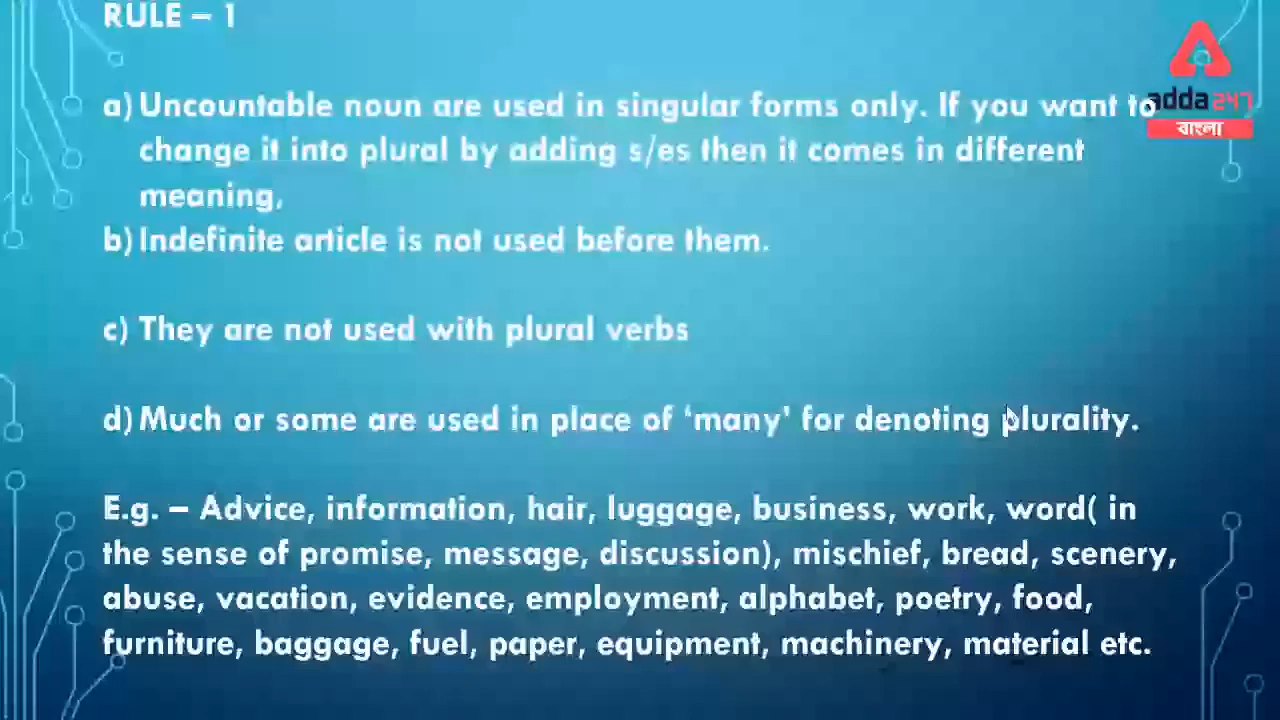 RULE – 1
a) Uncountable noun are used in singular forms only. If you want to
change it into plural by adding s/es then it comes in different
meaning,
b) Indefinite article is not used before them.
c) They are not used with plural verbs
d) Much or some are used in place of ‘many’ for denoting plurality.
E.g. – Advice, information, hair, luggage, business, work, word( in
the sense of promise, message, discussion), mischief, bread, scenery,
abuse, vacation, evidence, employment, alphabet, poetry, food,
furniture, baggage, fuel, paper, equipment, machinery, material etc.
adda247
বাংলা